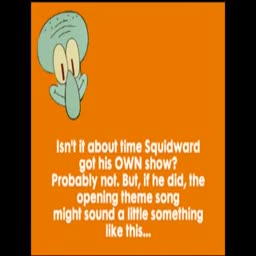 Isn't it about time Squidward
got his OWN show?
Probably not. But, if he did, the
opening theme song
might sound a little something
like this...